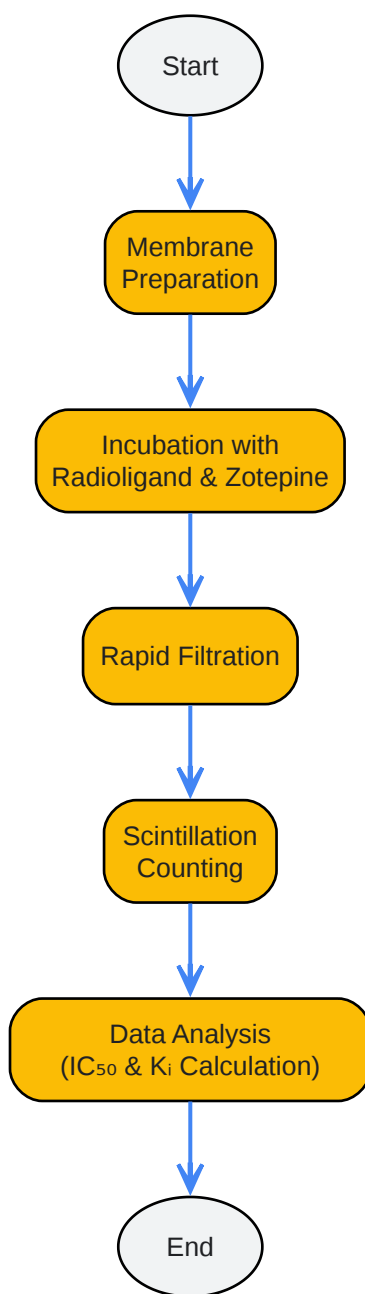 Start
Membrane
Preparation
Incubation with
Radioligand & Zotepine
Rapid Filtration
Scintillation
Counting
Data Analysis
(IC₅₀ & Kᵢ Calculation)
End